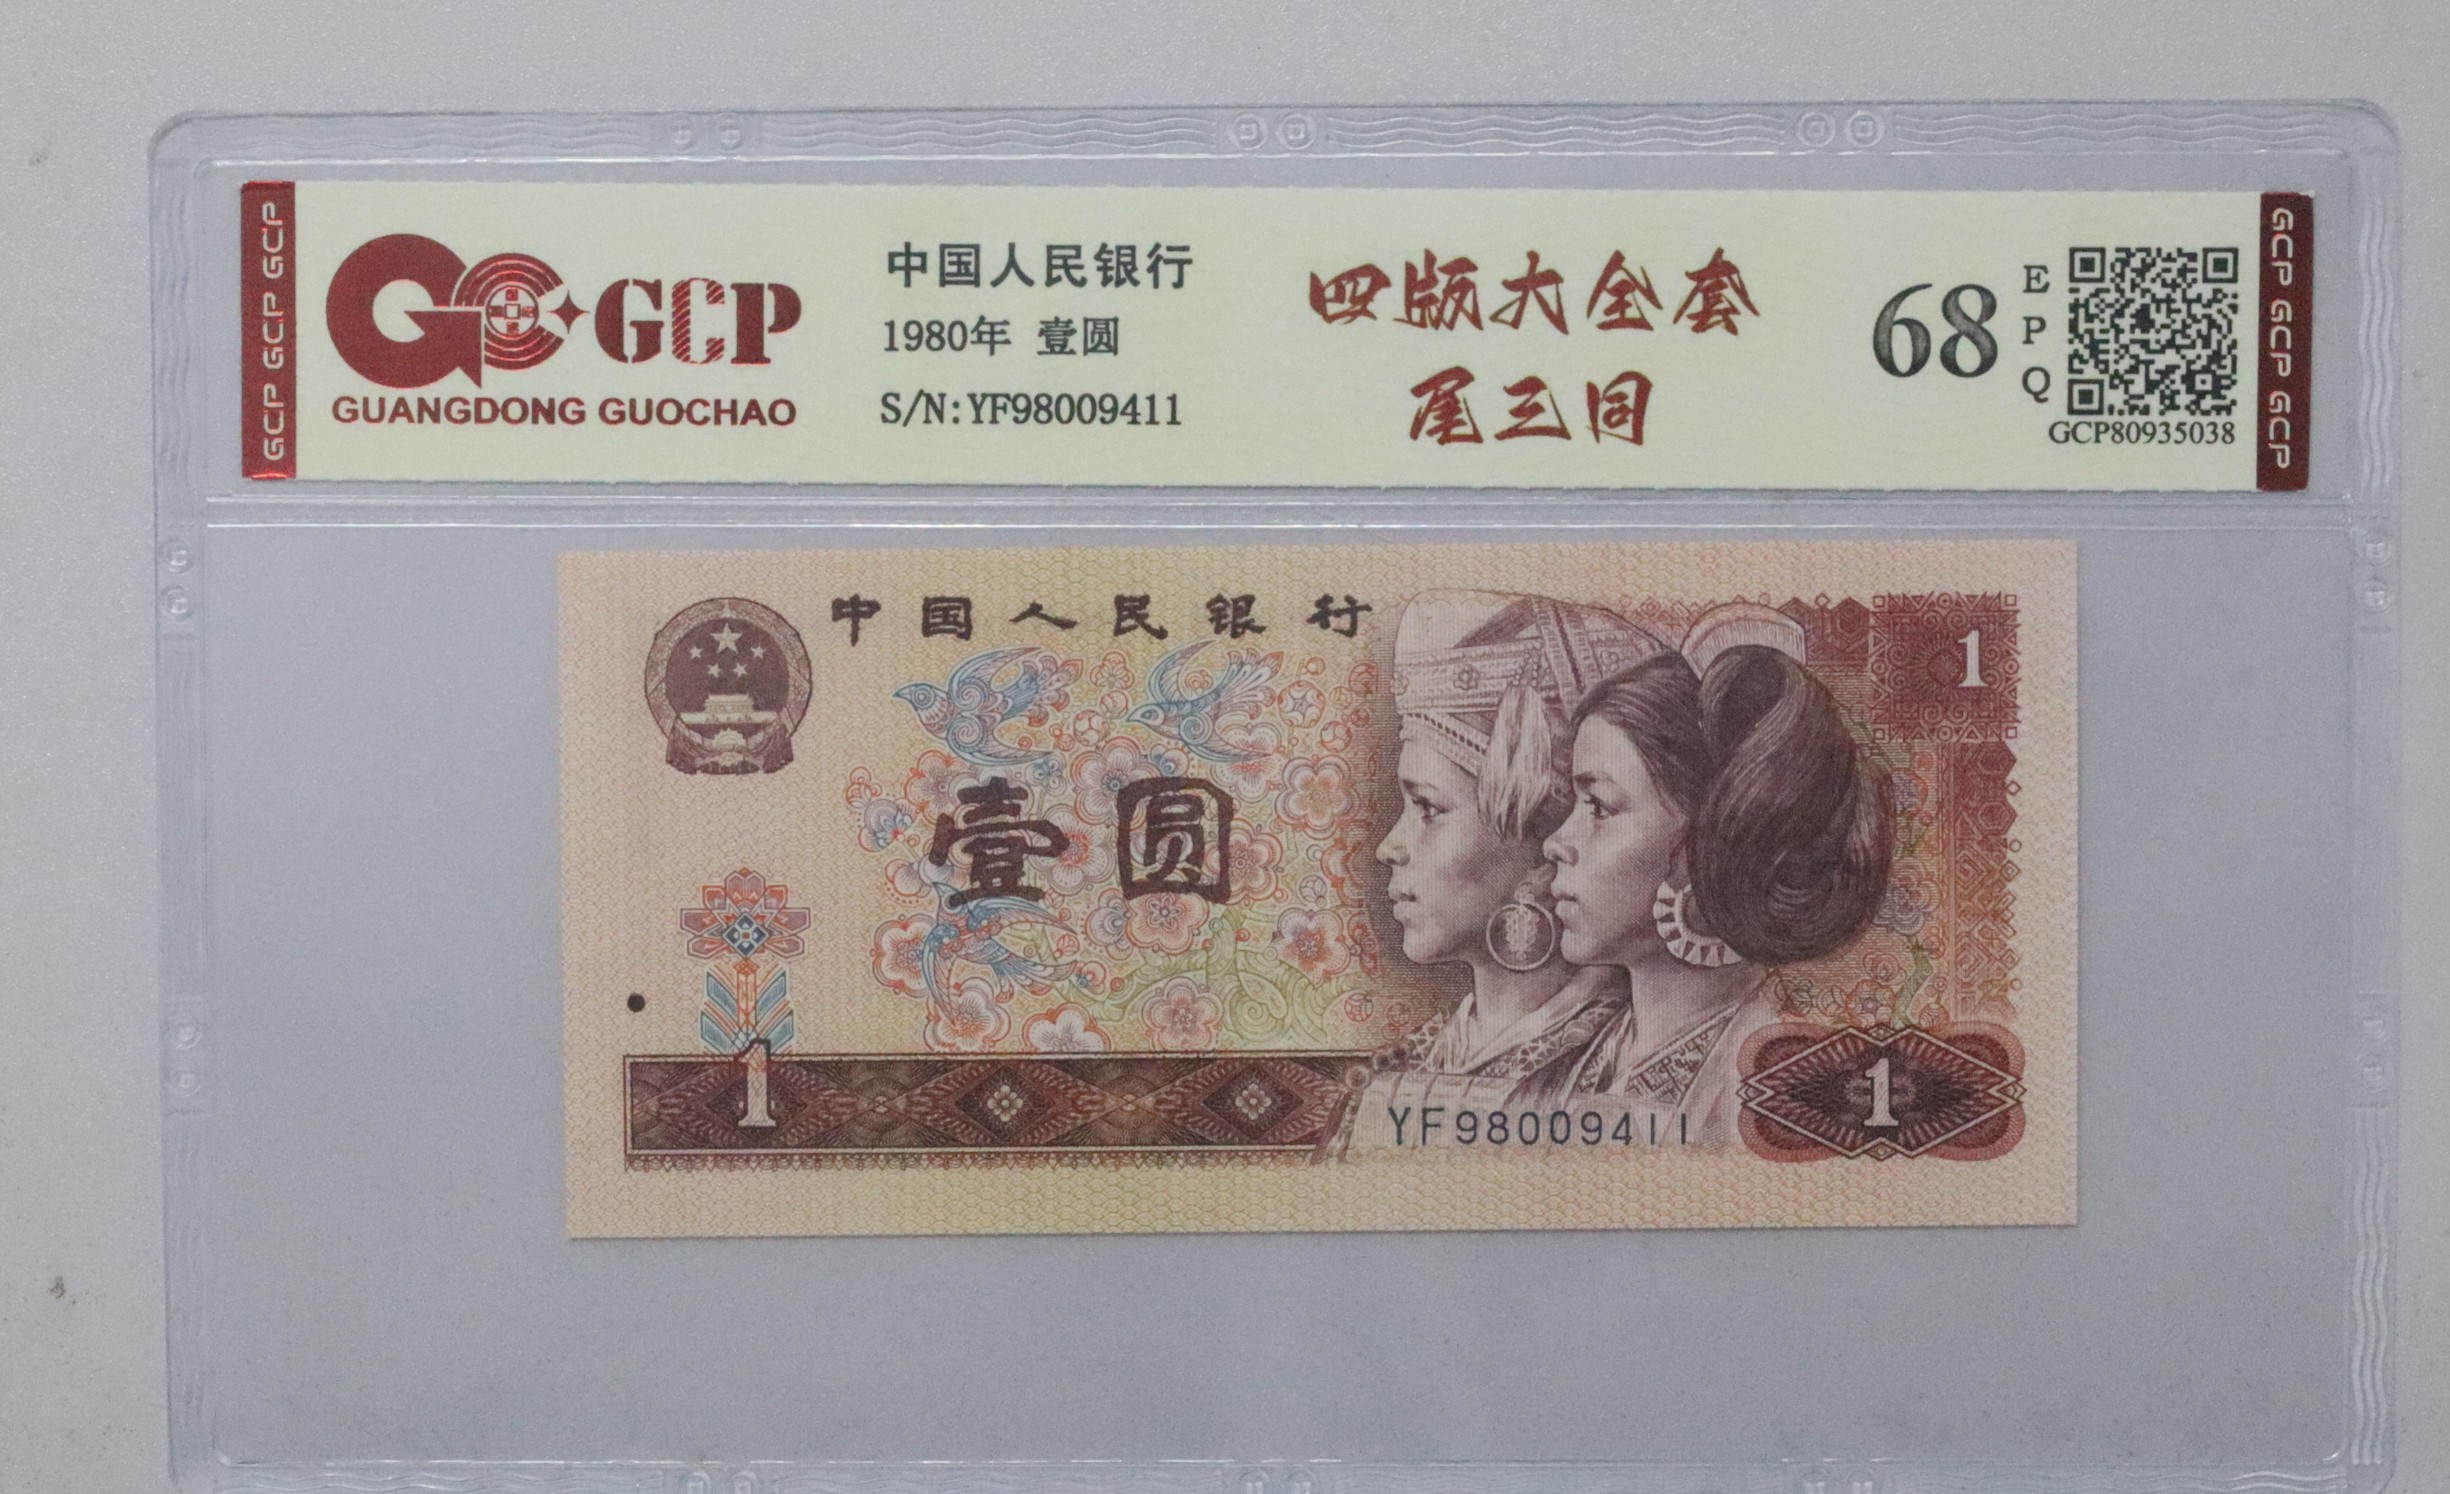 GCP GCP GCP
GCP
GUANGDONG GUOCHAO
中国人民银行
1980年 壹圆
S/N:YF98009411
四版大全套
尾三同
68
E
P
Q
GCP80935038
GCP GCP GCP
中国人民银行
1
壹圆
1
YF98009411
1